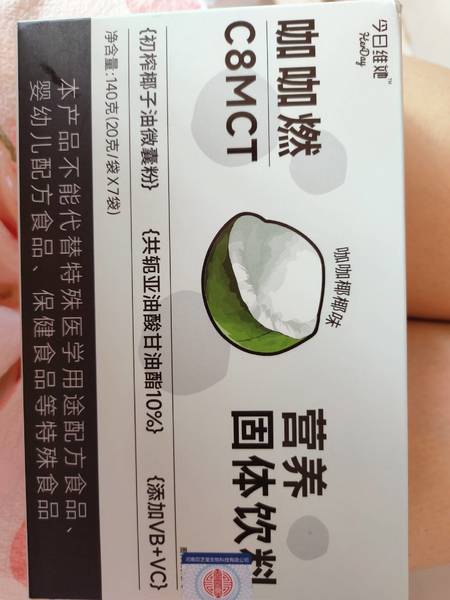 今日维她™
HerDay
咖咖燃
C8MCT
咖咖椰椰味
营养
固体饮料
{初榨椰子油微囊粉} {共轭亚油酸甘油酯10%} {添加VB+VC}
净含量:140克(20克/袋X7袋)
本产品不能代替特殊医学用途配方食品、
婴幼儿配方食品、保健食品等特殊食品